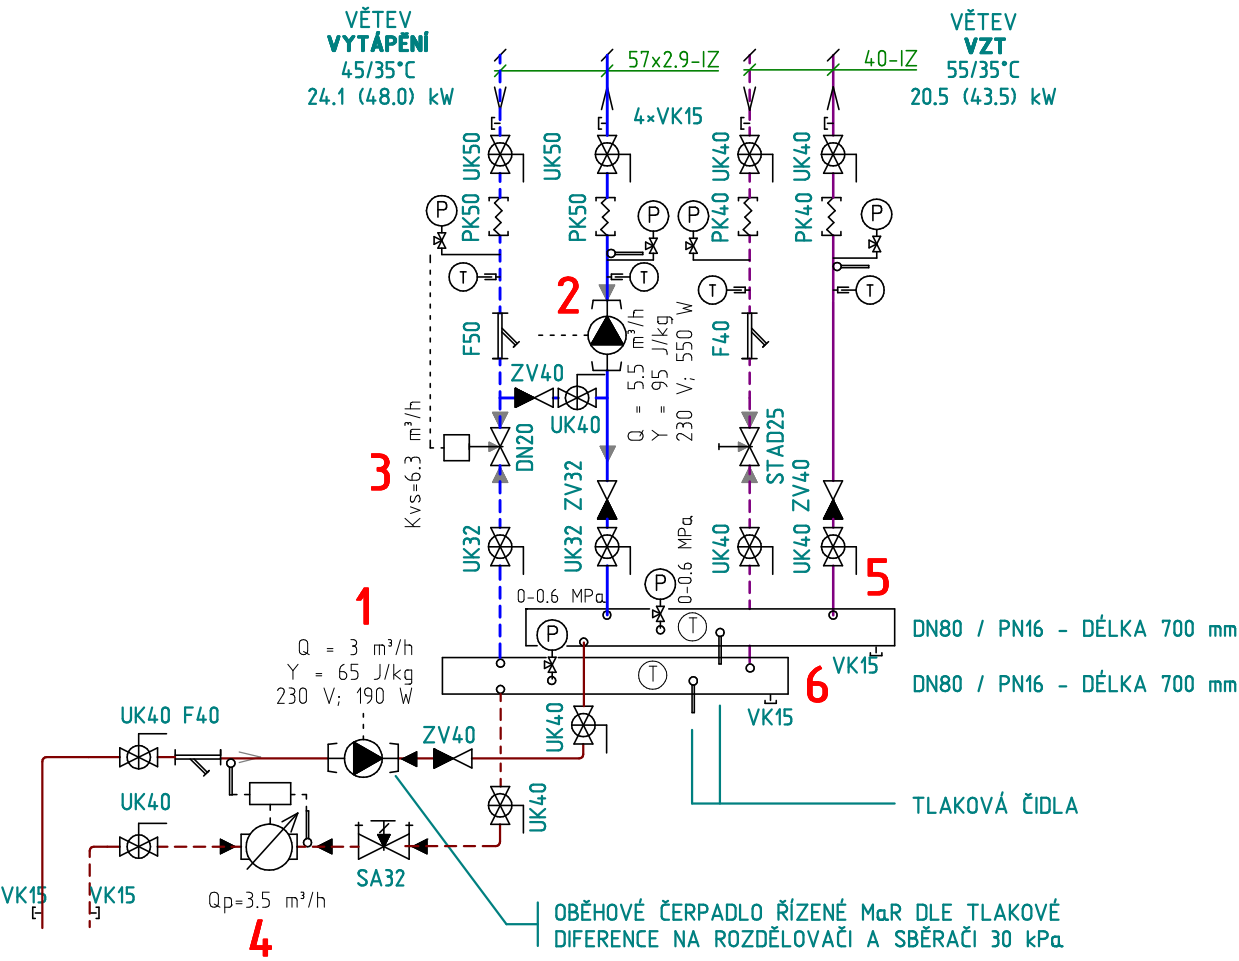 VĚTEV
VYTÁPĚNÍ
45/35°C
24.1 (48.0) kW
57x2.9-IZ
40-IZ
VĚTEV
VZT
55/35°C
20.5 (43.5) kW
4×VK15
UK50
UK50
UK40
UK40
PK50
PK50
PK40
PK40
P
P
P
P
T
T
T
T
2
F50
F40
Q = 5.5 m³/h
Y = 95 J/kg
230 V; 550 W
ZV40
UK40
3
Kvs=6.3 m³/h
DN20
ZV32
STAD25
ZV40
UK32
UK32
UK40
UK40
5
0-0.6 MPa
0-0.6 MPa
P
P
T
T
1
Q = 3 m³/h
Y = 65 J/kg
230 V; 190 W
DN80 / PN16 - DÉLKA 700 mm
VK15
6
DN80 / PN16 - DÉLKA 700 mm
VK15
UK40 F40
ZV40
UK40
UK40
UK40
TLAKOVÁ ČIDLA
SA32
VK15
VK15
Qp=3.5 m³/h
4
OBĚHOVÉ ČERPADLO ŘÍZENÉ MaR DLE TLAKOVÉ
DIFERENCE NA ROZDĚLOVAČI A SBĚRAČI 30 kPa